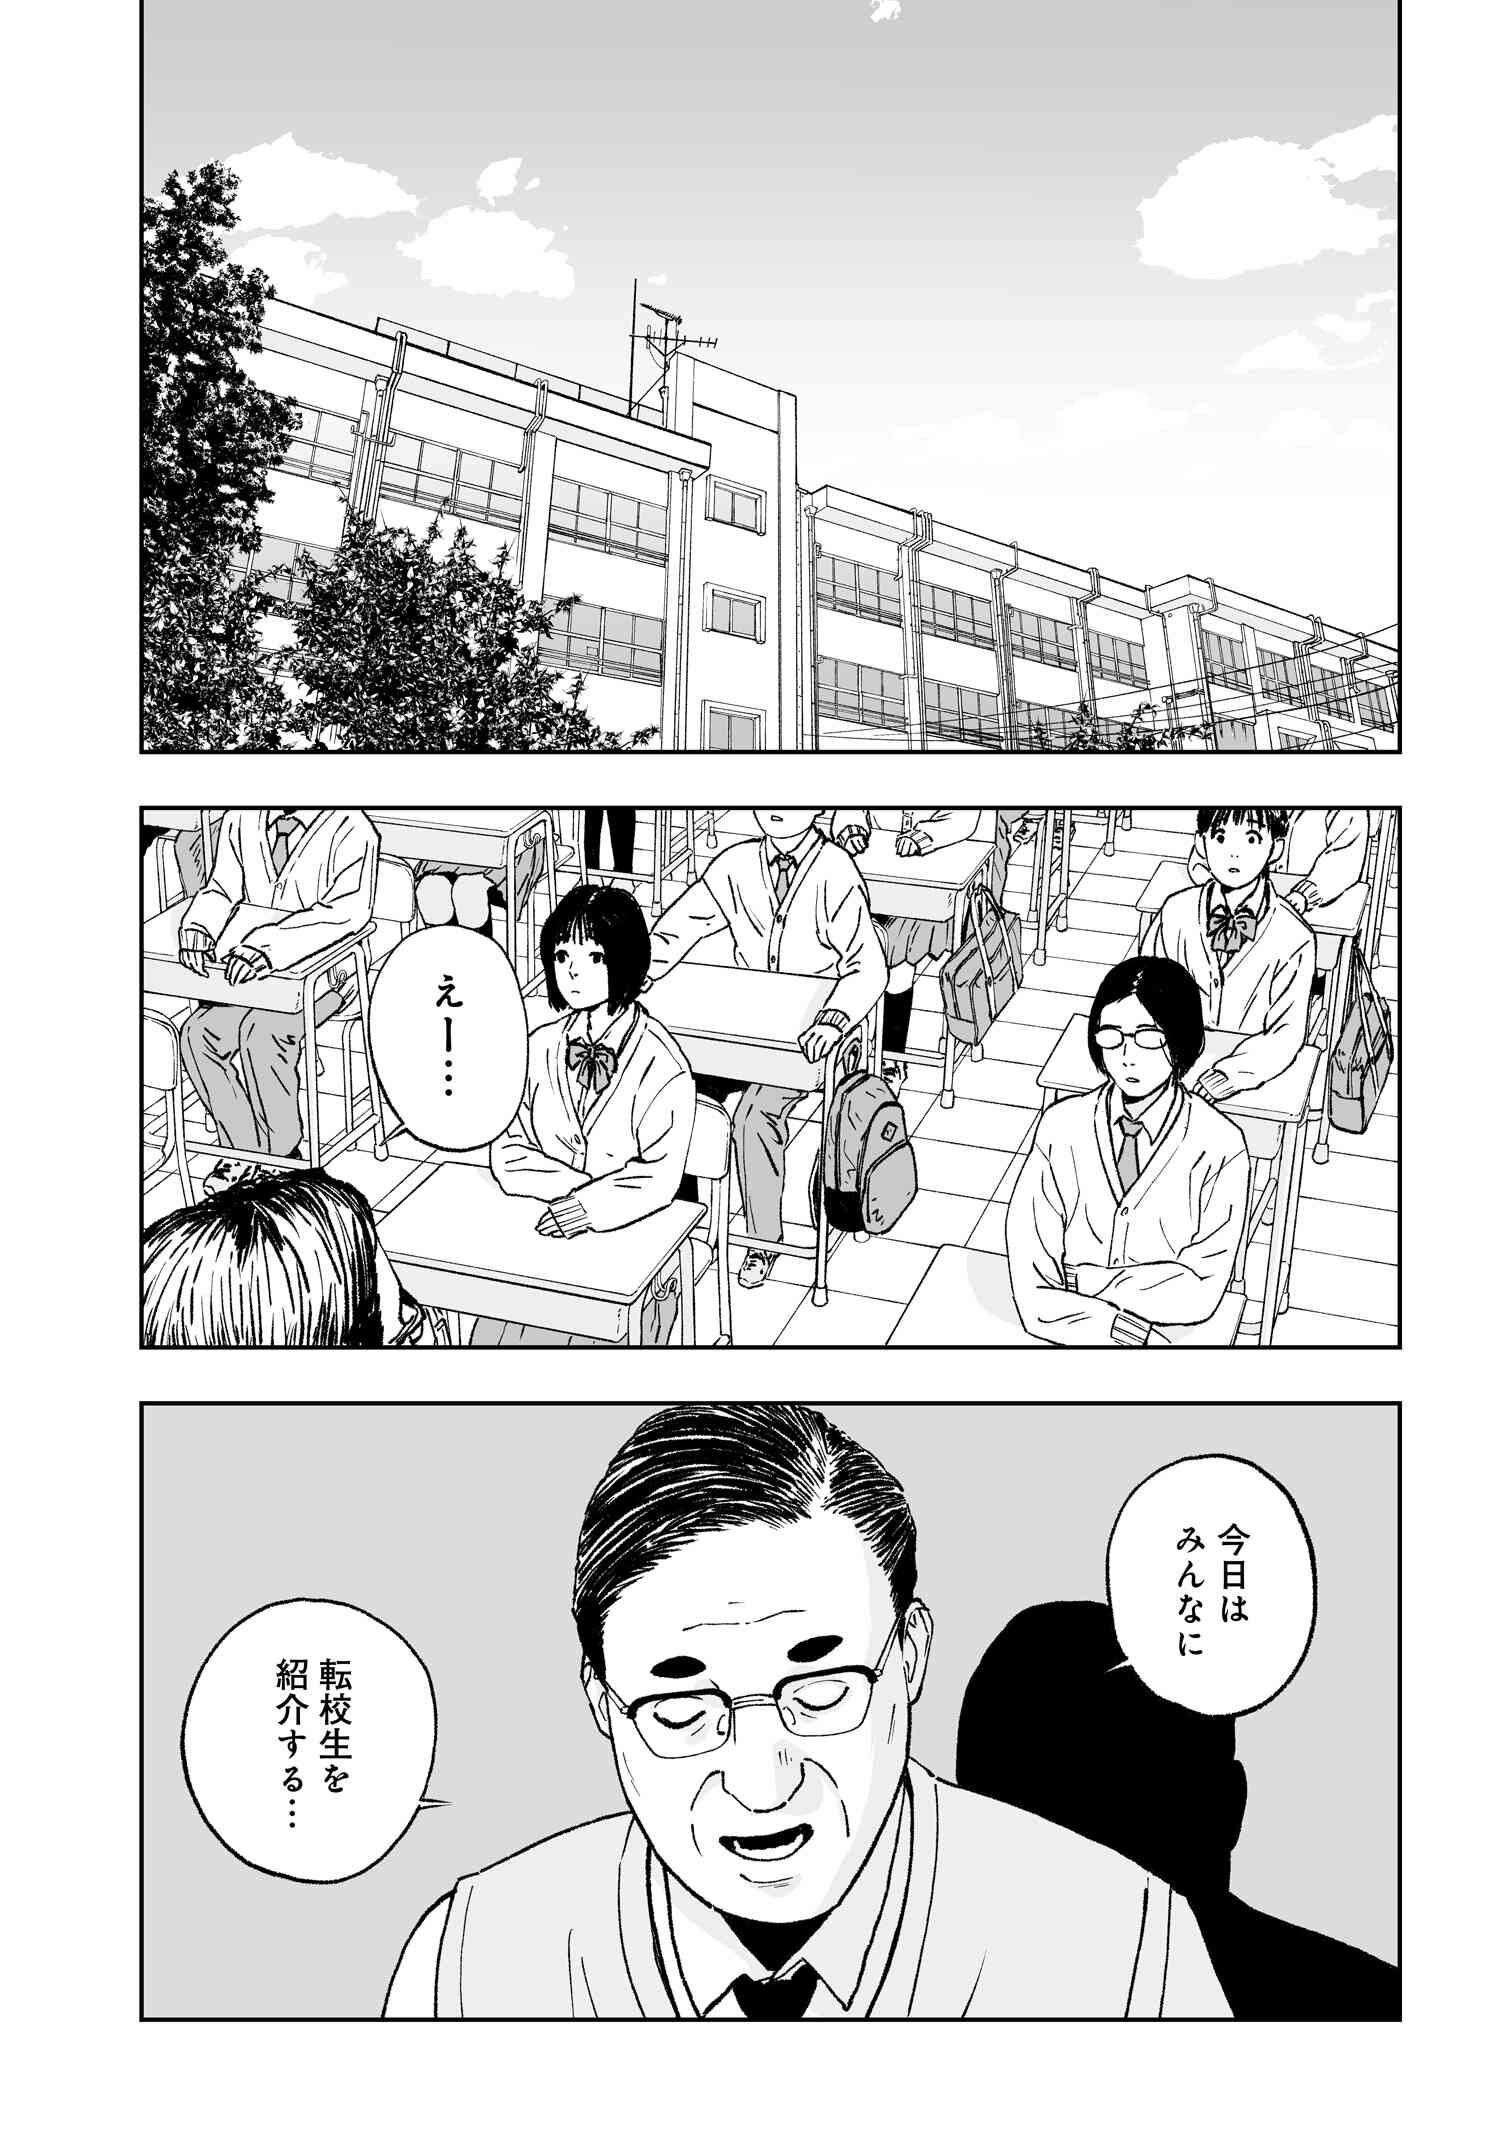 えー…
今日は
みんなに
転校生を
紹介する…